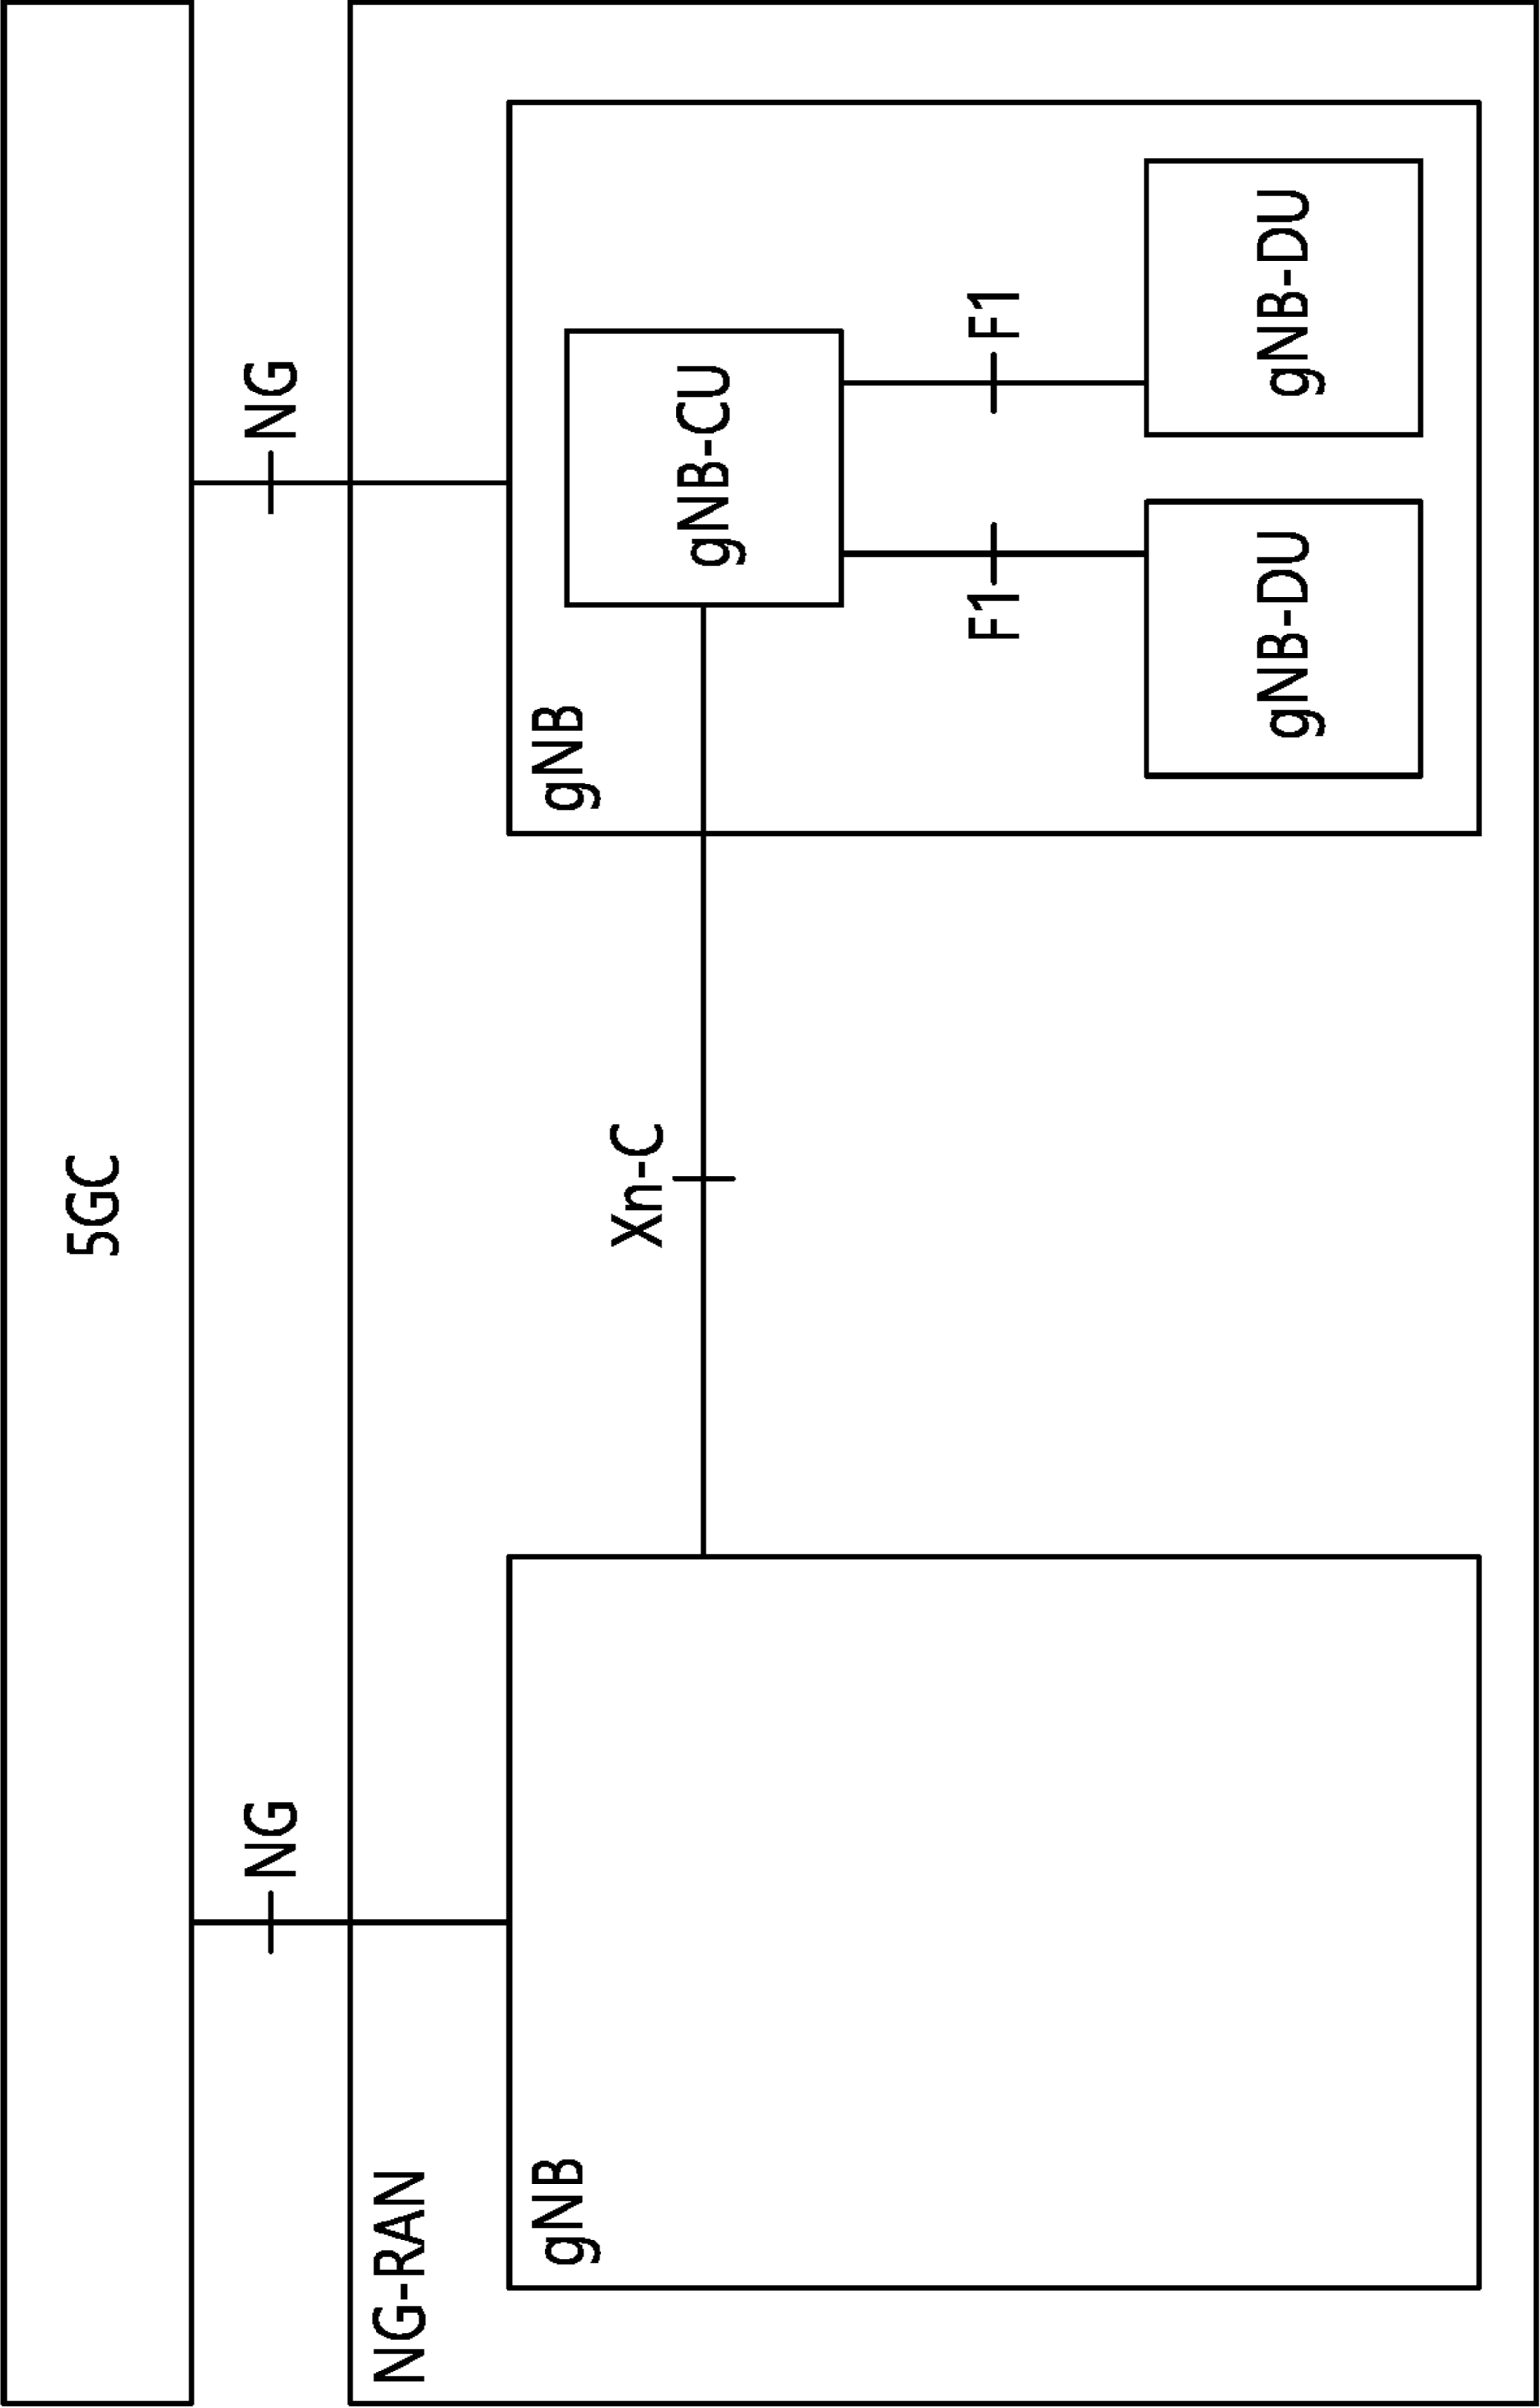 5GC
NG
NG
NG-RAN
gNB
gNB
Xn-C
gNB-CU
F1
F1
gNB-DU
gNB-DU